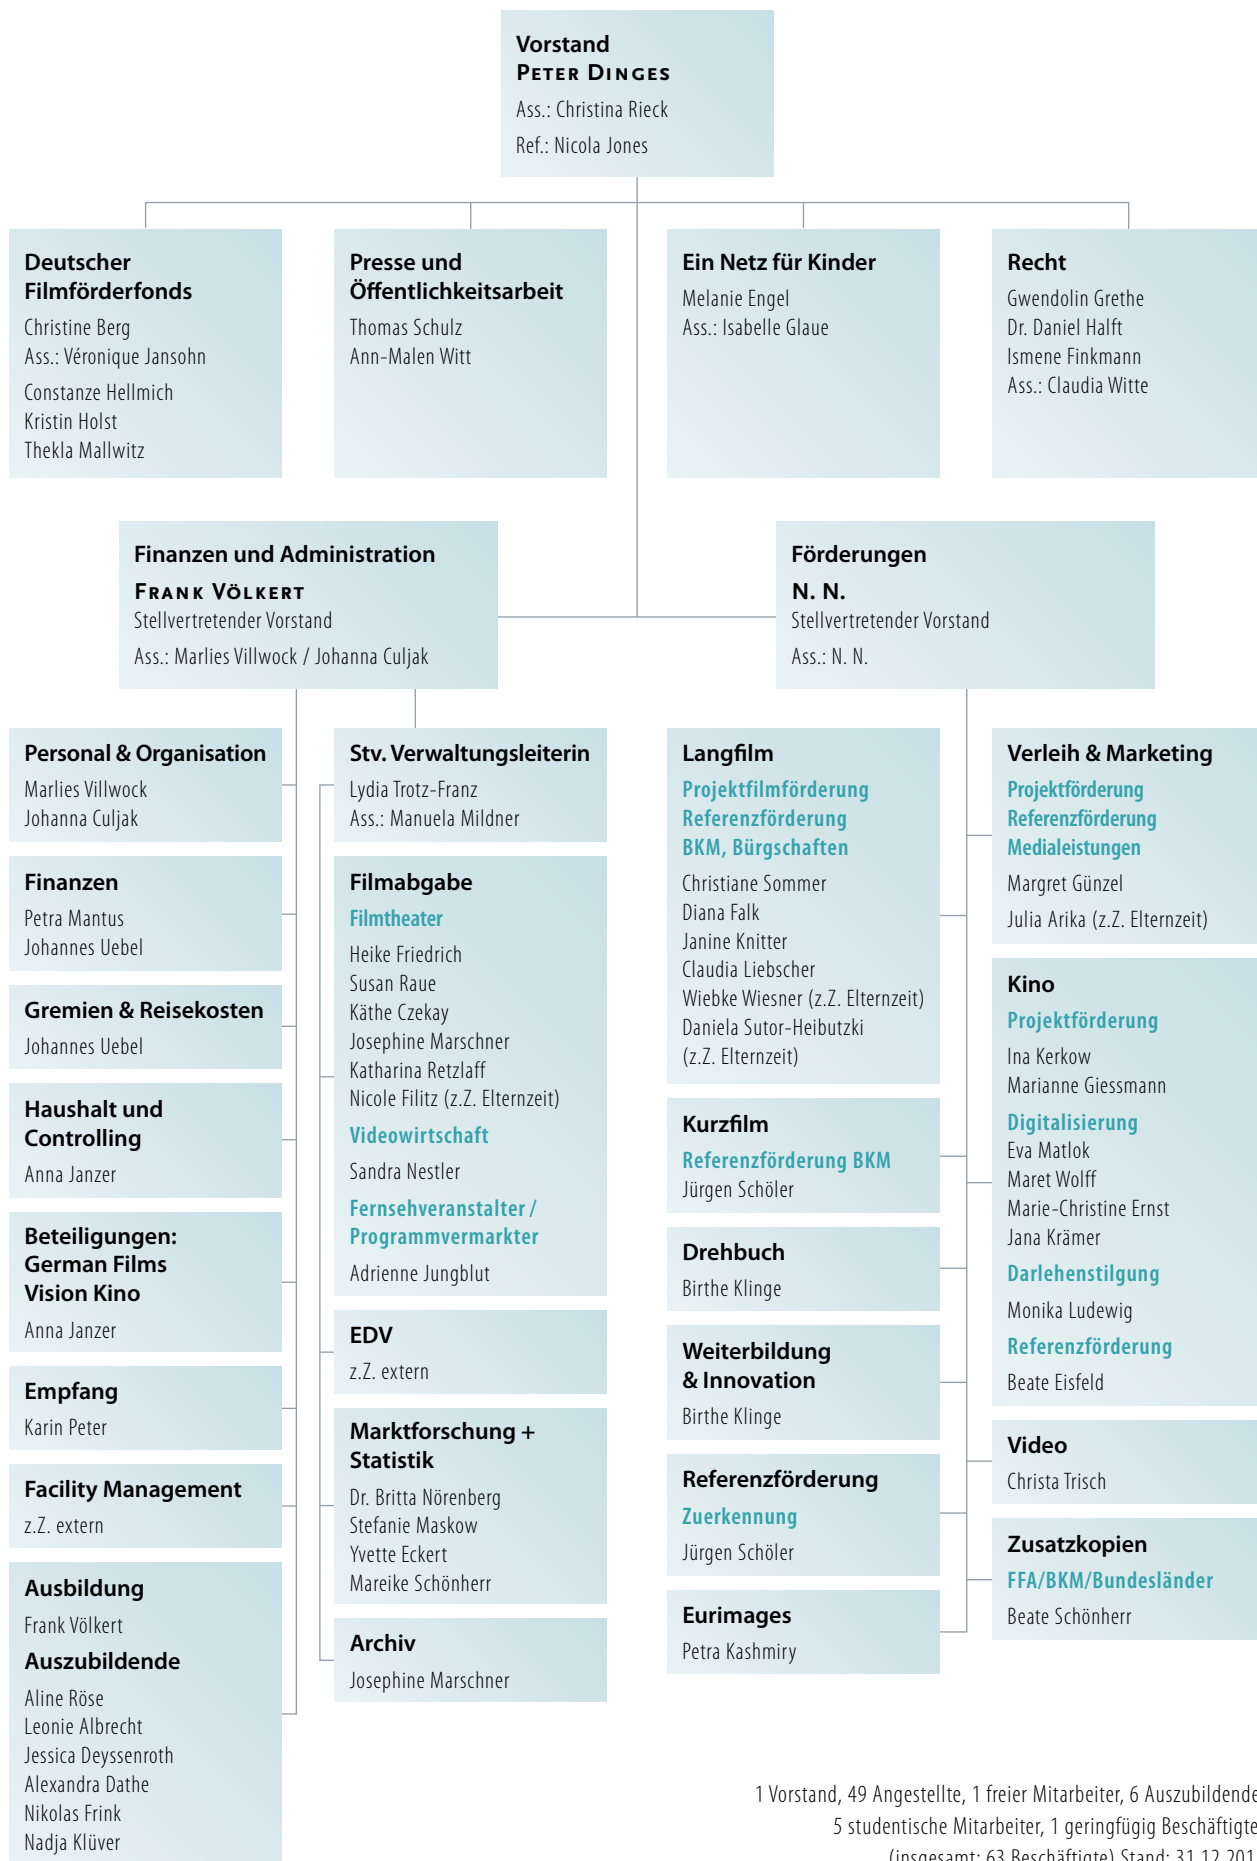 Vorstand
PETER DINGES
Ass.: Christina Rieck
Ref.: Nicola Jones
Deutscher
Filmförderfonds
Christine Berg
Ass.: Véronique Jansohn
Constanze Hellmich
Kristin Holst
Thekla Mallwitz
Presse und
Öffentlichkeitsarbeit
Thomas Schulz
Ann-Malen Witt
Ein Netz für Kinder
Melanie Engel
Ass.: Isabelle Glaue
Recht
Gwendolin Grethe
Dr. Daniel Halft
Ismene Finkmann
Ass.: Claudia Witte
Finanzen und Administration
FRANK VÖLKERT
Stellvertretender Vorstand
Ass.: Marlies Villwock / Johanna Culjak
Förderungen
N. N.
Stellvertretender Vorstand
Ass.: N. N.
Personal & Organisation
Marlies Villwock
Johanna Culjak
Finanzen
Petra Mantus
Johannes Uebel
Gremien & Reisekosten
Johannes Uebel
Haushalt und
Controlling
Anna Janzer
Beteiligungen:
German Films
Vision Kino
Anna Janzer
Empfang
Karin Peter
Facility Management
z.Z. extern
Ausbildung
Frank Völkert
Auszubildende
Aline Röse
Leonie Albrecht
Jessica Deyssenroth
Alexandra Dathe
Nikolas Frink
Nadja Klüver
Stv. Verwaltungsleiterin
Lydia Trotz-Franz
Ass.: Manuela Mildner
Filmabgabe
Filmtheater
Heike Friedrich
Susan Raue
Käthe Czekay
Josephine Marschner
Katharina Retzlaff
Nicole Filitz (z.Z. Elternzeit)
Videowirtschaft
Sandra Nestler
Fernsehveranstalter /
Programmvermarkter
Adrienne Jungblut
EDV
z.Z. extern
Marktforschung +
Statistik
Dr. Britta Nörenberg
Stefanie Maskow
Yvette Eckert
Mareike Schönherr
Archiv
Josephine Marschner
Langfilm
Projektfilmförderung
Referenzförderung
BKM, Bürgschaften
Christiane Sommer
Diana Falk
Janine Knitter
Claudia Liebscher
Wiebke Wiesner (z.Z. Elternzeit)
Daniela Sutor-Heibutzki
(z.Z. Elternzeit)
Kurzfilm
Referenzförderung BKM
Jürgen Schöler
Drehbuch
Birthe Klinge
Weiterbildung
& Innovation
Birthe Klinge
Referenzförderung
Zuerkennung
Jürgen Schöler
Eurimages
Petra Kashmiry
Verleih & Marketing
Projektförderung
Referenzförderung
Medialeistungen
Margret Günzel
Julia Arika (z.Z. Elternzeit)
Kino
Projektförderung
Ina Kerkow
Marianne Giessmann
Digitalisierung
Eva Matlok
Maret Wolff
Marie-Christine Ernst
Jana Krämer
Darlehenstilgung
Monika Ludewig
Referenzförderung
Beate Eisfeld
Video
Christa Trisch
Zusatzkopien
FFA/BKM/Bundesländer
Beate Schönherr
1 Vorstand, 49 Angestellte, 1 freier Mitarbeiter, 6 Auszubildende
5 studentische Mitarbeiter, 1 geringfügig Beschäftigte
(insgesamt: 63 Beschäftigte) Stand: 31.12.201